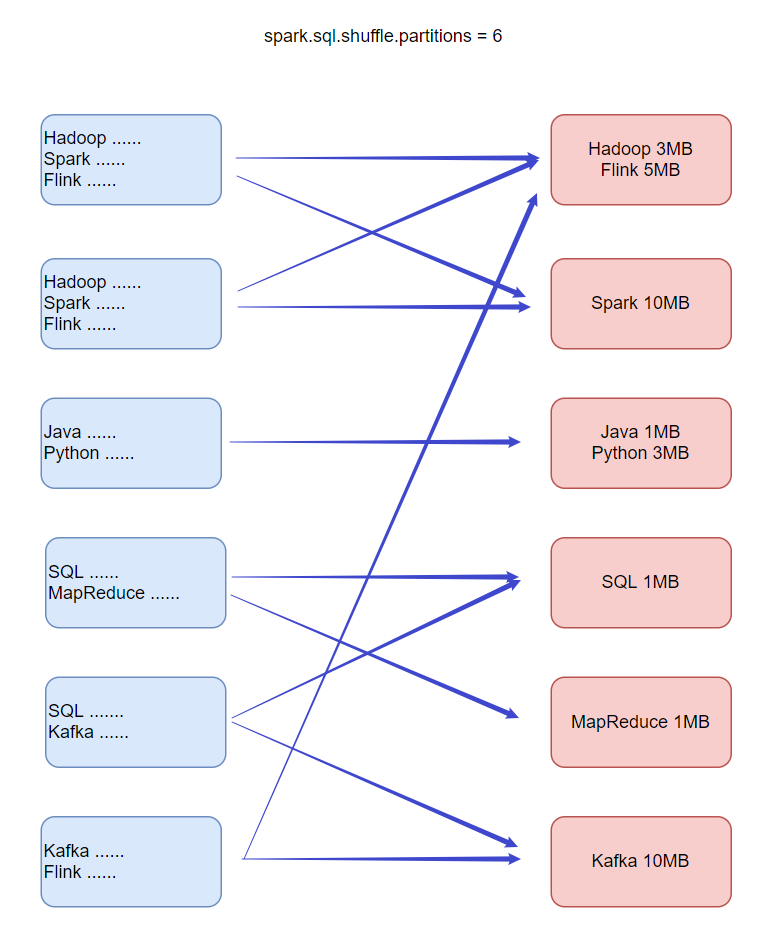 spark.sql.shuffle.partitions = 6
Hadoop ......
Spark ......
Flink ......
Hadoop 3MB
Flink 5MB
Hadoop ......
Spark ......
Flink ......
Spark 10MB
Java ......
Python ......
Java 1MB
Python 3MB
SQL ......
MapReduce ......
SQL 1MB
SQL .......
Kafka ......
MapReduce 1MB
Kafka ......
Flink ......
Kafka 10MB